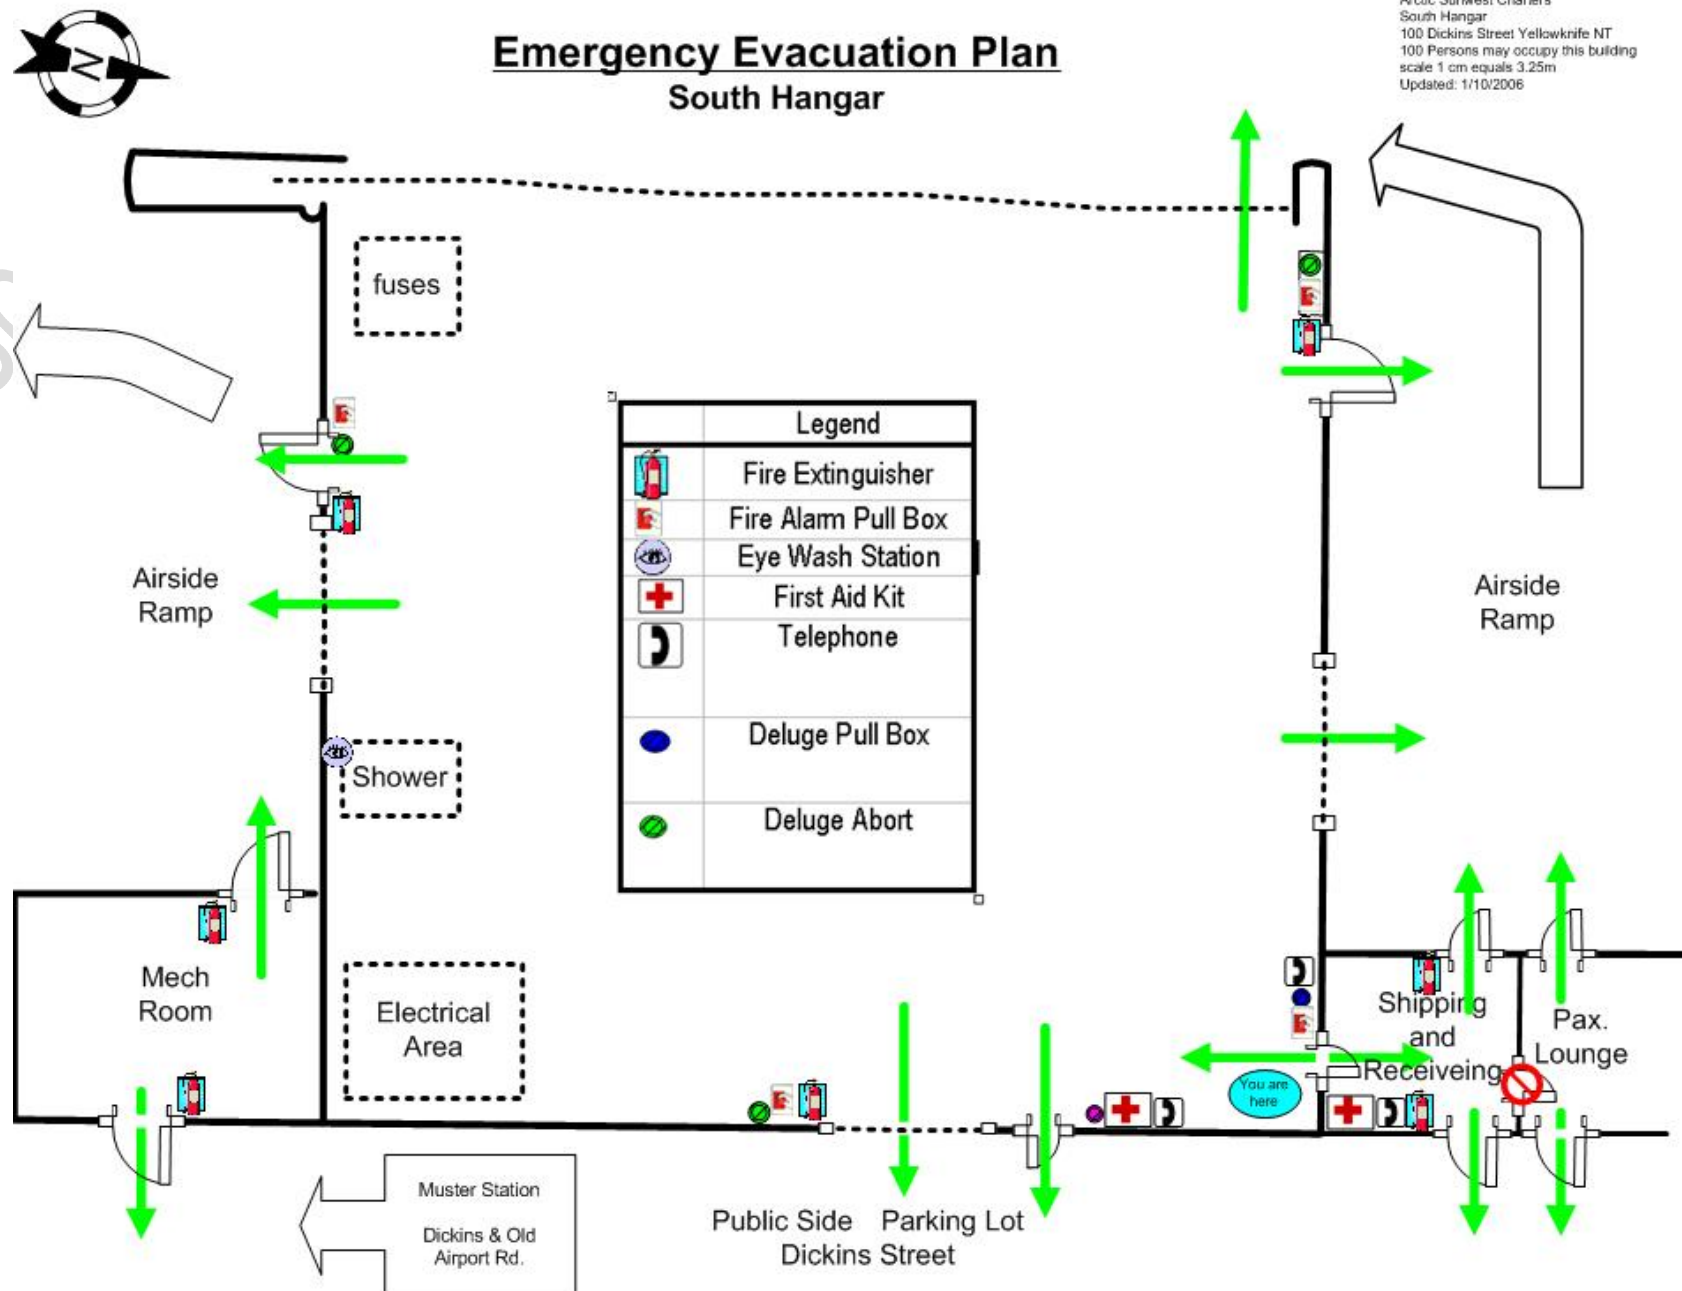 Arctic Sunwest Charters
South Hangar
100 Dickins Street Yellowknife NT
100 Persons may occupy this building
scale 1 cm equals 3.25m
Updated: 1/10/2006
N
Emergency Evacuation Plan
South Hangar
fuses
Legend
Fire Extinguisher
Fire Alarm Pull Box
Eye Wash Station
First Aid Kit
Telephone
Deluge Pull Box
Deluge Abort
Airside
Ramp
Airside
Ramp
Shower
Mech
Room
Electrical
Area
Shipping
and
Receiveing
Pax.
Lounge
You are
here
Muster Station
Dickins & Old
Airport Rd.
Public Side Parking Lot
Dickins Street